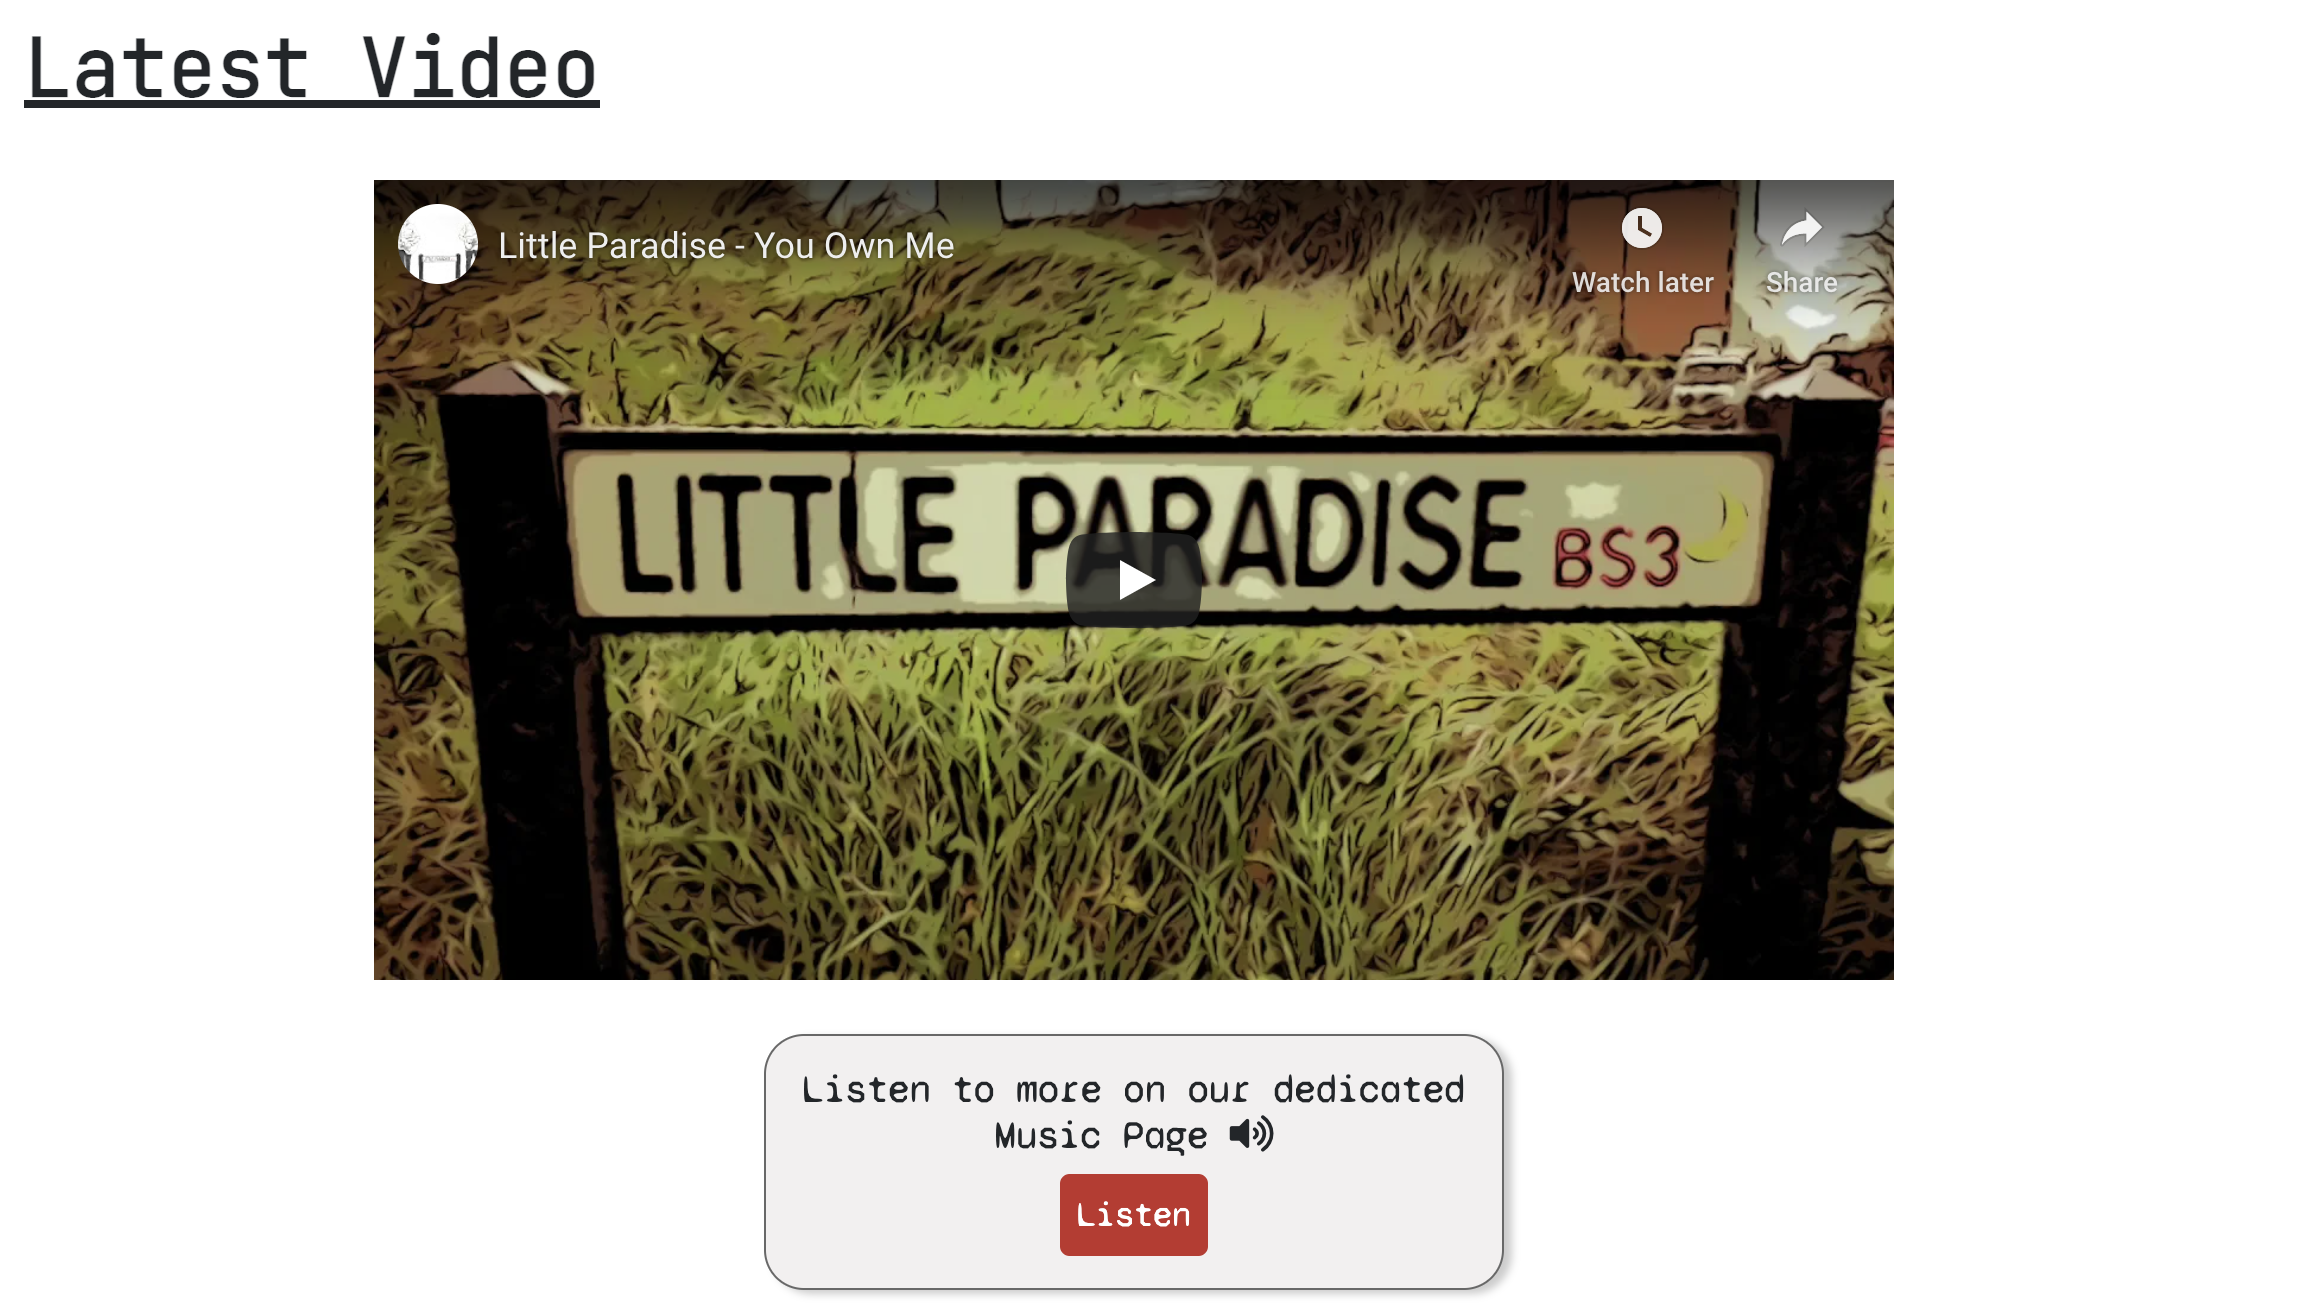 Latest Video
Little Paradise - You Own Me
Watch later
Share
LITTLE PARADISE BS3
Listen to more on our dedicated
Music Page
Listen